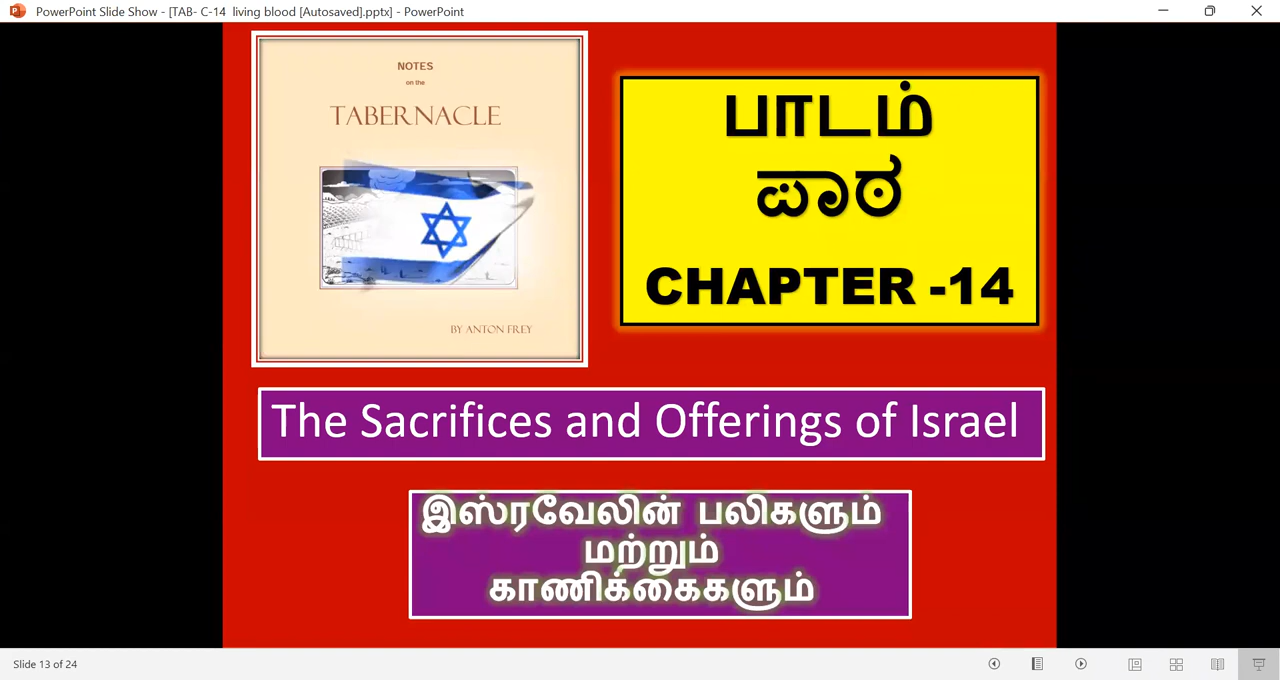 PowerPoint Slide Show - [TAB- C-14  living blood [Autosaved].pptx] - PowerPoint
NOTES
on the
TABERNACLE
BY ANTON FREY
பாடம்
ಪಾಠ
CHAPTER -14
The Sacrifices and Offerings of Israel
இஸ்ரவேலின் பலிகளும்
மற்றும்
காணிக்கைகளும்
Slide 13 of 24